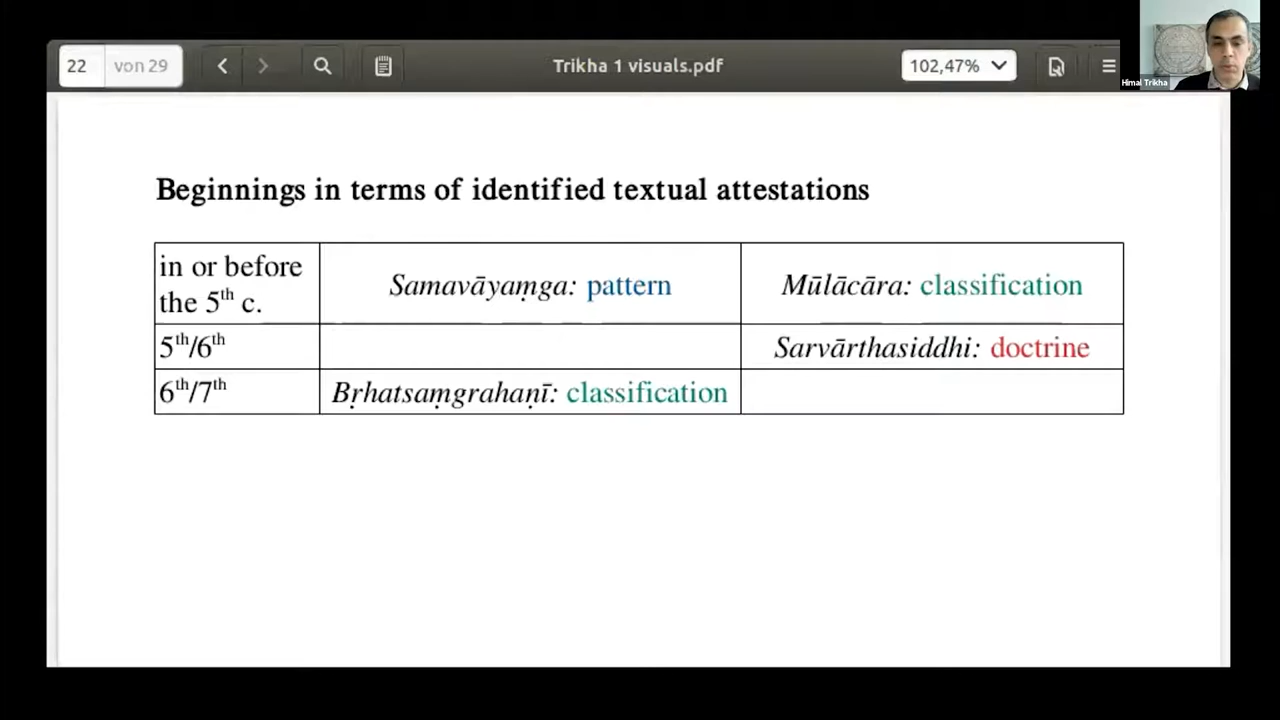 22 von 29
Trikha 1 visuals.pdf
102,47%
Himal Trikha
Beginnings in terms of identified textual attestations
in or before
the 5th c.
Samavāyaṃga: pattern
Mūlācāra: classification
5th/6th
Sarvārthasiddhi: doctrine
6th/7th
Bṛhatsaṃgrahaṇī: classification